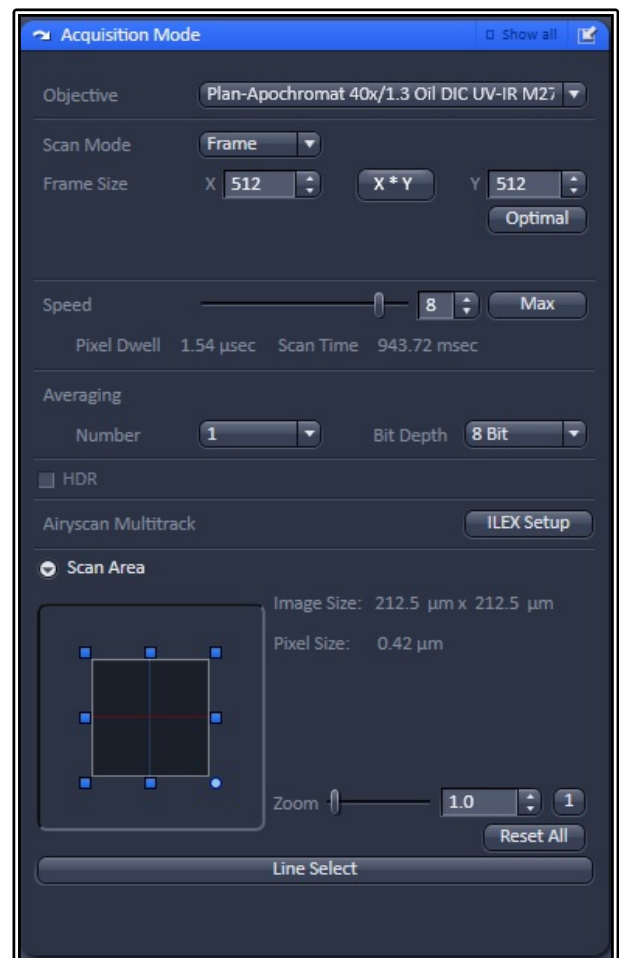 Acquisition Mode Show all
Objective Plan-Apochromat 40x/1.3 Oil DIC UV-IR M27
Scan Mode Frame
Frame Size X 512 X * Y Y 512
Optimal
Speed 8 Max
Pixel Dwell 1.54 µsec Scan Time 943.72 msec
Averaging
Number 1 Bit Depth 8 Bit
HDR
Airyscan Multitrack ILEX Setup
Scan Area
Image Size: 212.5 µm x 212.5 µm
Pixel Size: 0.42 µm
Zoom 1.0 1
Reset All
Line Select